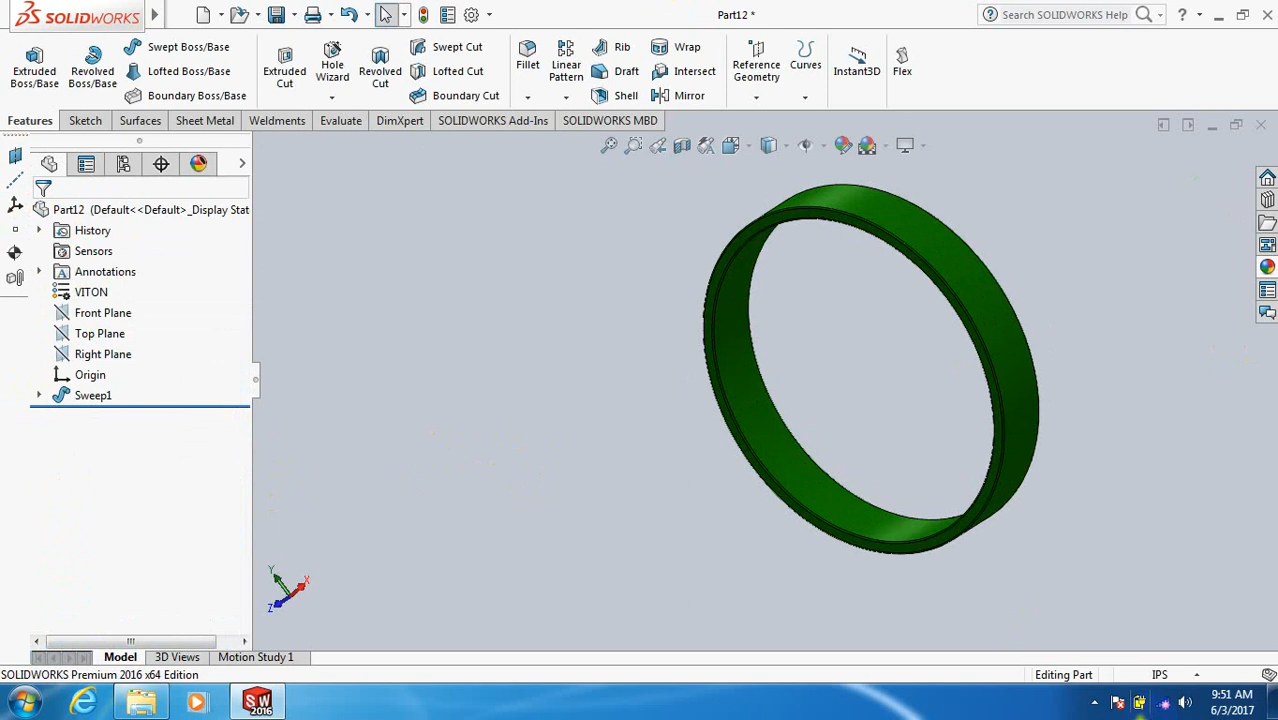 SOLIDWORKS
Part12 *
Search SOLIDWORKS Help
Extruded Boss/Base
Revolved Boss/Base
Swept Boss/Base
Lofted Boss/Base
Boundary Boss/Base
Extruded Cut
Hole Wizard
Revolved Cut
Swept Cut
Lofted Cut
Boundary Cut
Fillet
Linear Pattern
Rib
Draft
Shell
Wrap
Intersect
Mirror
Reference Geometry
Curves
Instant3D
Flex
Features
Sketch
Surfaces
Sheet Metal
Weldments
Evaluate
DimXpert
SOLIDWORKS Add-Ins
SOLIDWORKS MBD
Part12 (Default<<Default>_Display Stat
History
Sensors
Annotations
VITON
Front Plane
Top Plane
Right Plane
Origin
Sweep1
Y
X
Z
Model
3D Views
Motion Study 1
SOLIDWORKS Premium 2016 x64 Edition
Editing Part
IPS
SW
2016
9:51 AM
6/3/2017